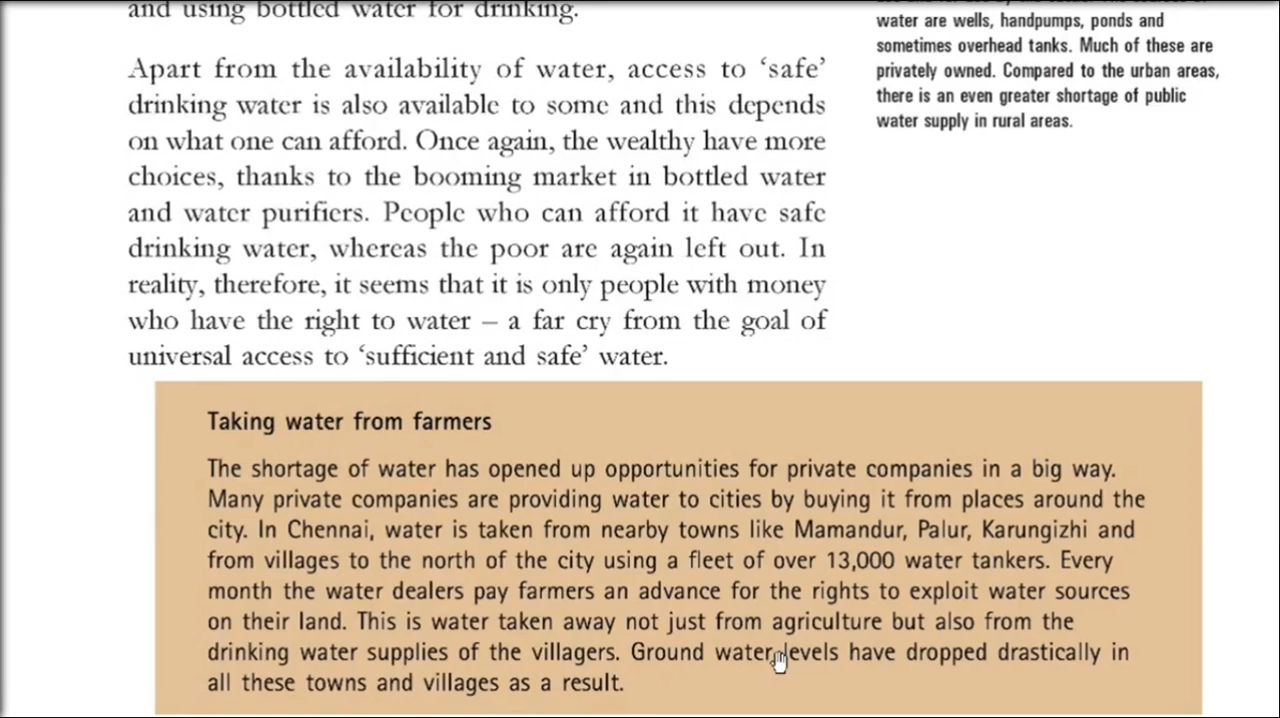 and using bottled water for drinking.
Apart from the availability of water, access to ‘safe’
drinking water is also available to some and this depends
on what one can afford. Once again, the wealthy have more
choices, thanks to the booming market in bottled water
and water purifiers. People who can afford it have safe
drinking water, whereas the poor are again left out. In
reality, therefore, it seems that it is only people with money
who have the right to water – a far cry from the goal of
universal access to ‘sufficient and safe’ water.
water are wells, handpumps, ponds and
sometimes overhead tanks. Much of these are
privately owned. Compared to the urban areas,
there is an even greater shortage of public
water supply in rural areas.
Taking water from farmers
The shortage of water has opened up opportunities for private companies in a big way.
Many private companies are providing water to cities by buying it from places around the
city. In Chennai, water is taken from nearby towns like Mamandur, Palur, Karungizhi and
from villages to the north of the city using a fleet of over 13,000 water tankers. Every
month the water dealers pay farmers an advance for the rights to exploit water sources
on their land. This is water taken away not just from agriculture but also from the
drinking water supplies of the villagers. Ground water levels have dropped drastically in
all these towns and villages as a result.